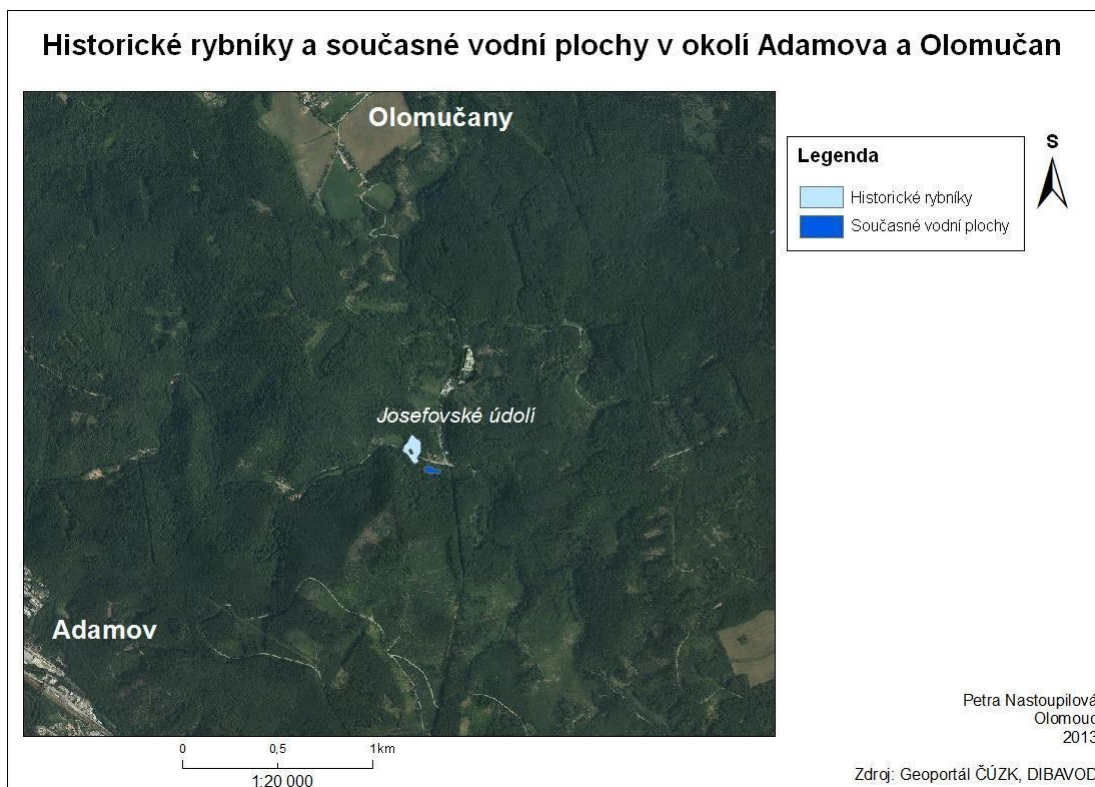 Historické rybníky a současné vodní plochy v okolí Adamova a Olomučan
Olomučany
Legenda
S
Historické rybníky
Současné vodní plochy
Josefovské údolí
Adamov
Petra Nastoupilová
Olomouc
2013
0 0,5 1km
1:20 000
Zdroj: Geoportál ČÚZK, DIBAVOD